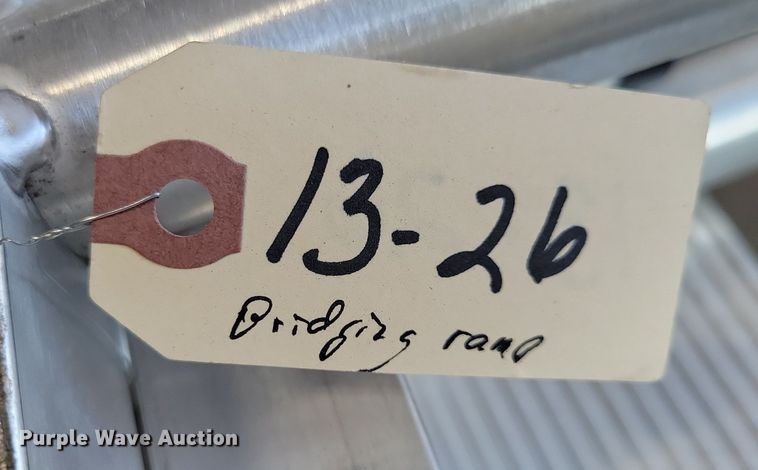 13-26
Bridging ramp
Purple Wave Auction